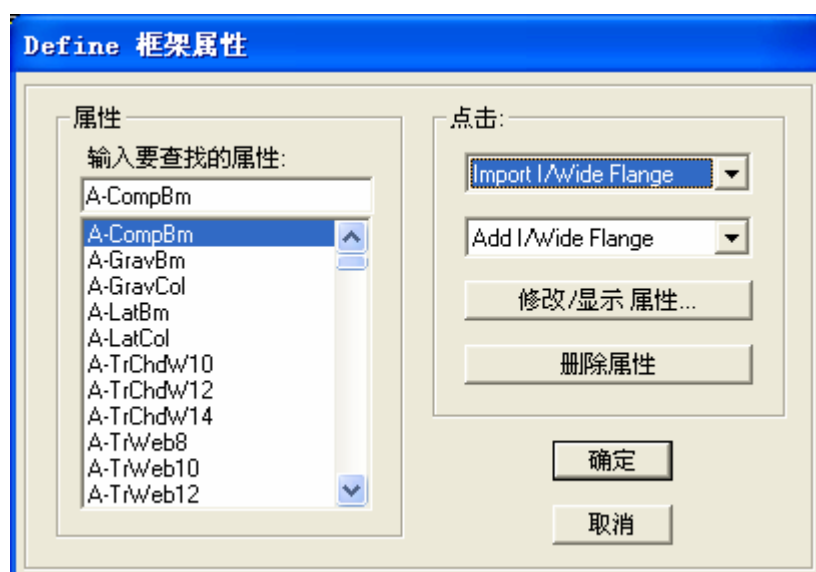 Define 框架属性
属性
输入要查找的属性:
A-CompBm
A-CompBm
A-GravBm
A-GravCol
A-LatBm
A-LatCol
A-TrChdW10
A-TrChdW12
A-TrChdW14
A-TrWeb8
A-TrWeb10
A-TrWeb12
点击:
Import I/Wide Flange
Add I/Wide Flange
修改/显示 属性...
删除属性
确定
取消